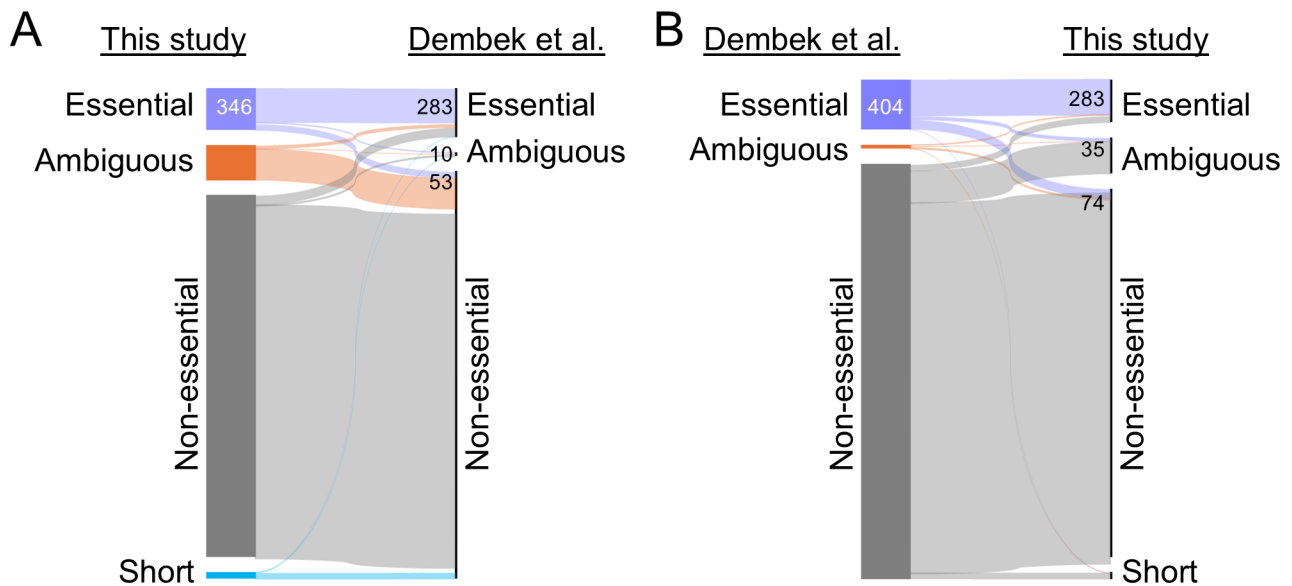 A
This study
Dembek et al.
Essential
346
283
Essential
Ambiguous
10
Ambiguous
53
Non-essential
Non-essential
Short
B
Dembek et al.
This study
Essential
404
283
Essential
Ambiguous
35
Ambiguous
74
Non-essential
Non-essential
Short